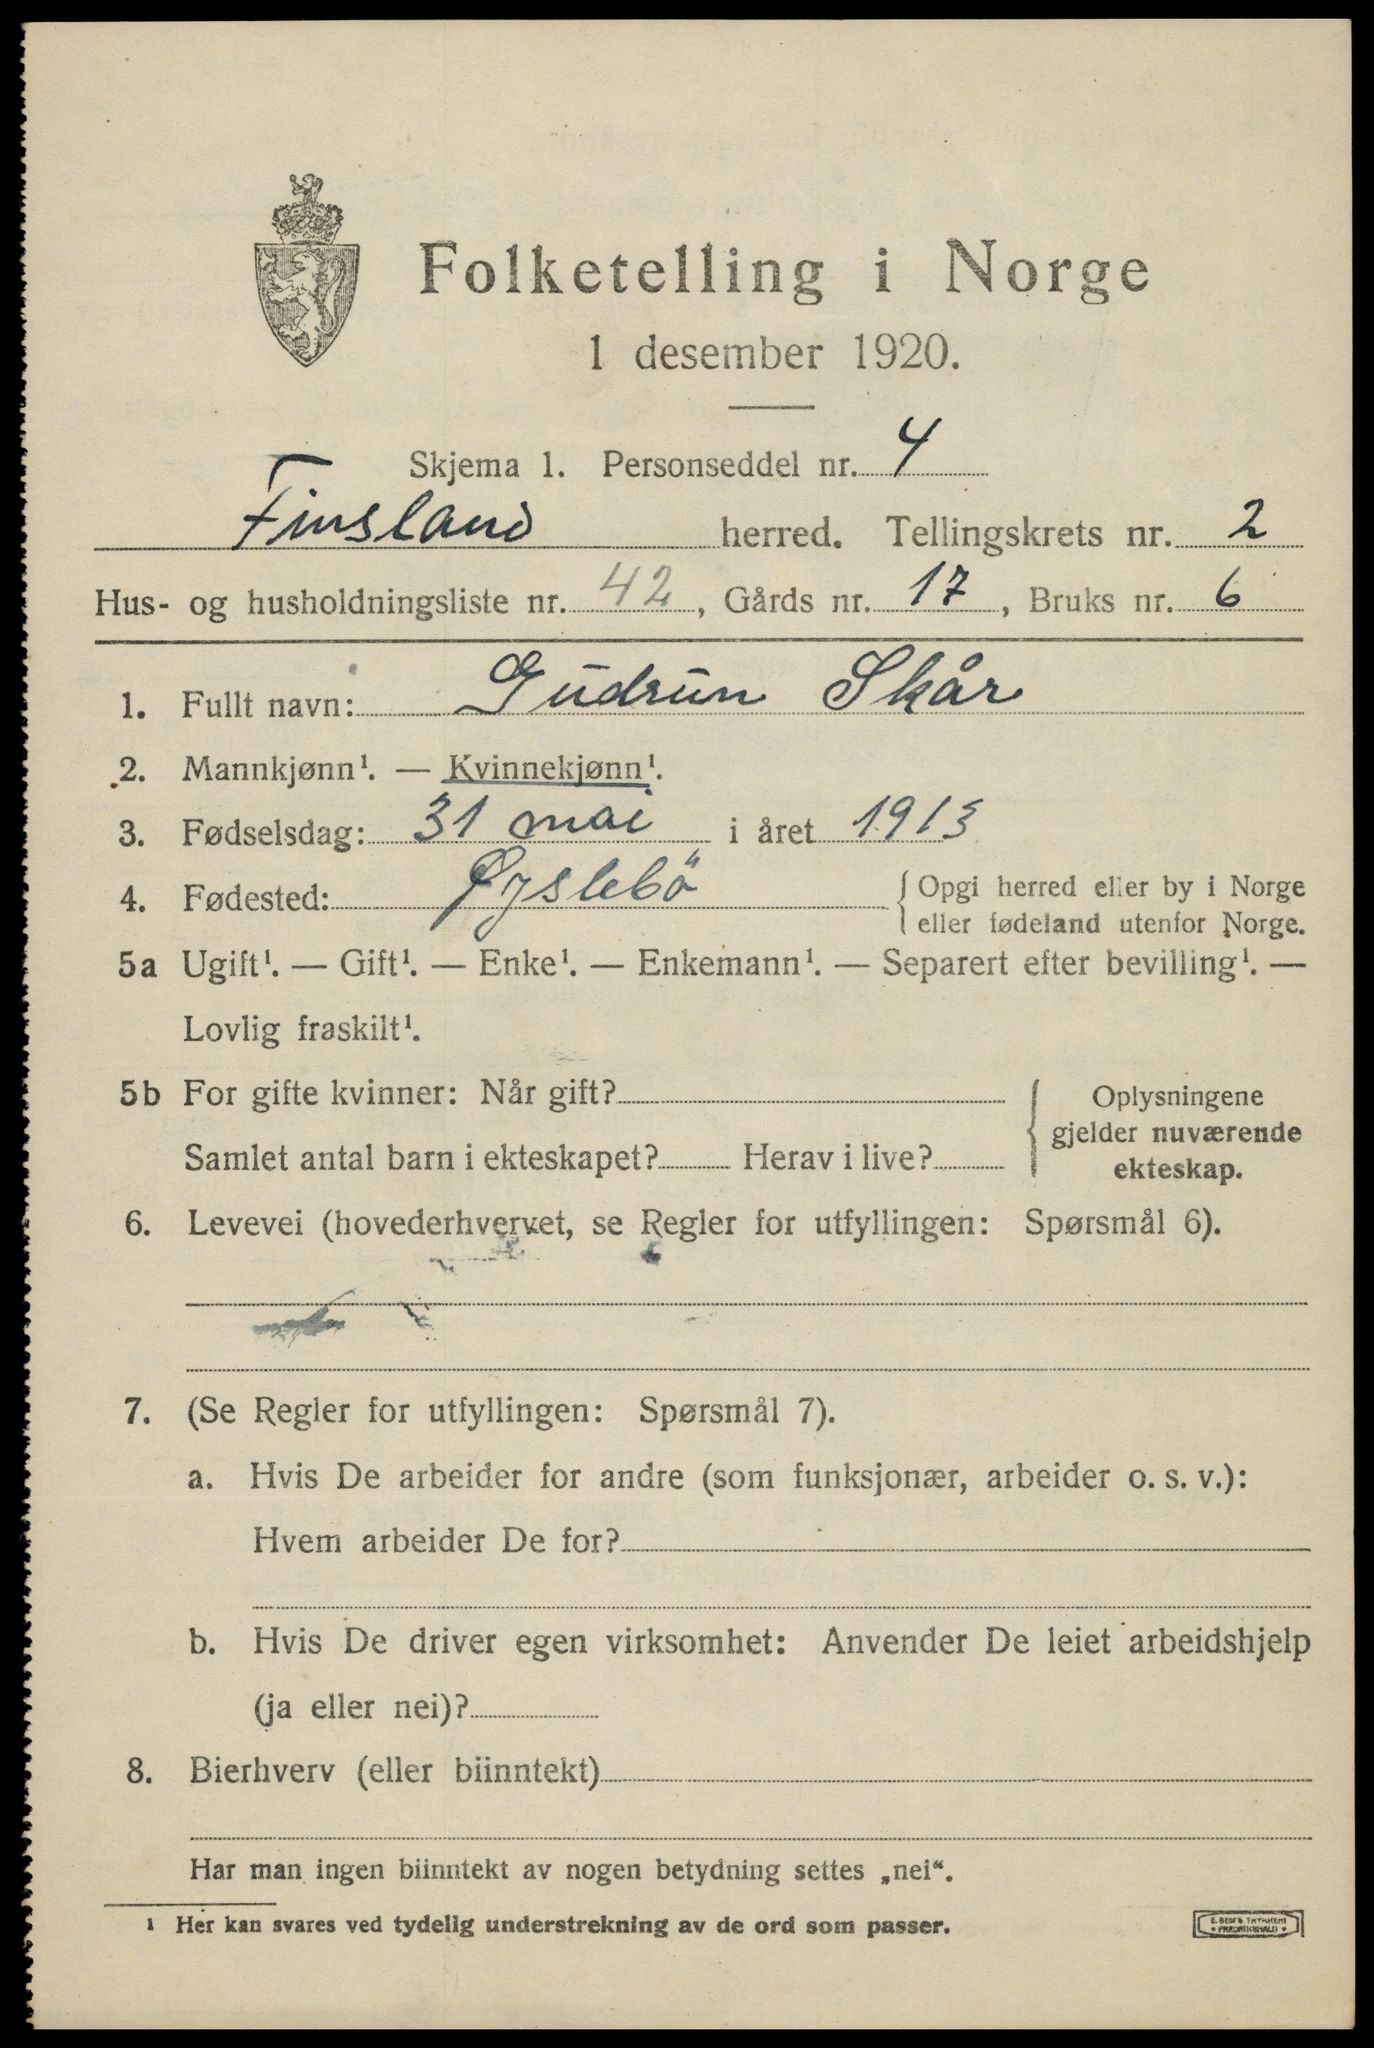 Folketelling i Norge
1 desember 1920.
Skjema 1. Personseddel nr. 4
Finsland herred. Tellingskrets nr. 2
Hus- og husholdningsliste nr. 42, Gårds nr. 17, Bruks nr. 6
1. Fullt navn: Gudrun Skår
2. Mannkjønn¹. — Kvinnekjønn¹.
3. Fødselsdag: 31 mai i året 1913
4. Fødested: Øyslebö
Opgi herred eller by i Norge
eller fødeland utenfor Norge.
5a Ugift¹. — Gift¹. — Enke¹. — Enkemann¹. — Separert efter bevilling¹. —
Lovlig fraskilt¹.
5b For gifte kvinner: Når gift?
Samlet antal barn i ekteskapet? Herav i live?
Oplysningene
gjelder nuværende
ekteskap.
6. Levevei (hovederhvervet, se Regler for utfyllingen: Spørsmål 6).
7. (Se Regler for utfyllingen: Spørsmål 7).
a. Hvis De arbeider for andre (som funksjonær, arbeider o. s. v.):
Hvem arbeider De for?
b. Hvis De driver egen virksomhet: Anvender De leiet arbeidshjelp
(ja eller nei)?
8. Bierhverv (eller biinntekt)
Har man ingen biinntekt av nogen betydning settes „nei“.
¹ Her kan svares ved tydelig understrekning av de ord som passer.
E. SEM'S TRYKKERI
FREDRIKSHALD